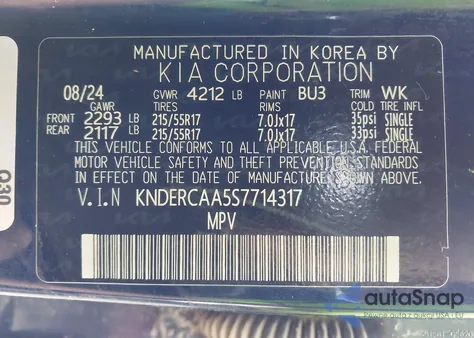 MANUFACTURED IN KOREA BY
KIA CORPORATION
08/24 GVWR 4212 LB PAINT BU3 TRIM WK
GAWR TIRES RIMS COLD TIRE INF.
FRONT 2293 LB 215/55R17 7.0Jx17 35psi SINGLE
REAR 2117 LB 215/55R17 7.0Jx17 33psi SINGLE
THIS VEHICLE CONFORMS TO ALL APPLICABLE U.S.A. FEDERAL
MOTOR VEHICLE SAFETY AND THEFT PREVENTION STANDARDS
IN EFFECT ON THE DATE OF MANUFACTURE SHOWN ABOVE.
V.I.N KNDERCAA5S7714317
MPV
030
autaSnap